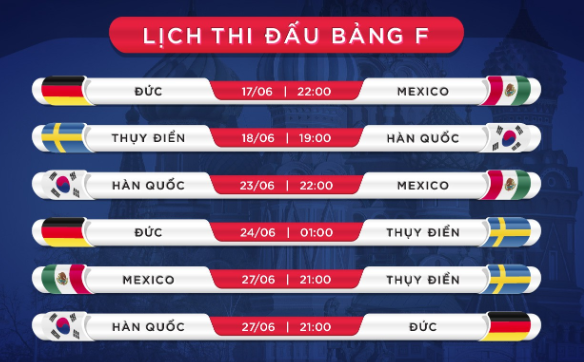 LỊCH THI ĐẤU BẢNG F
ĐỨC 17/06 | 22:00 MEXICO
THỤY ĐIỂN 18/06 | 19:00 HÀN QUỐC
HÀN QUỐC 23/06 | 22:00 MEXICO
ĐỨC 24/06 | 01:00 THỤY ĐIỂN
MEXICO 27/06 | 21:00 THỤY ĐIỂN
HÀN QUỐC 27/06 | 21:00 ĐỨC